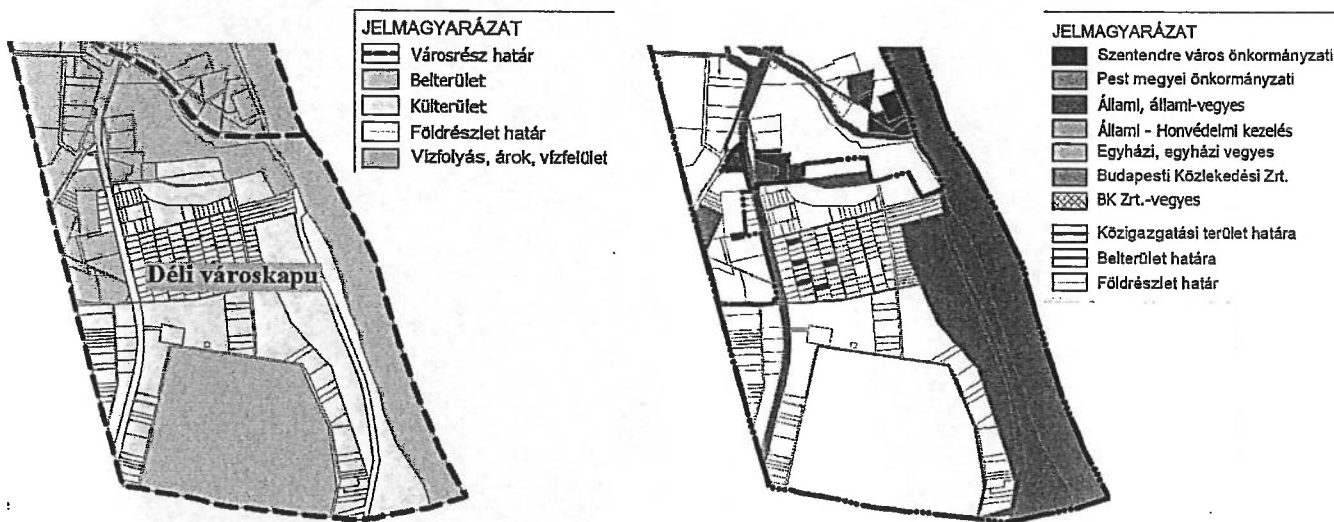 JELMAGYARÁZAT
Városrész határ
Belterület
Külterület
Földrészlet határ
Vízfolyás, árok, vízfelület
Déli városkapu
JELMAGYARÁZAT
Szentendre város önkormányzati
Pest megyei önkormányzati
Állami, állami-vegyes
Állami - Honvédelmi kezelés
Egyházi, egyházi vegyes
Budapesti Közlekedési Zrt.
BK Zrt.-vegyes
Közigazgatási terület határa
Belterület határa
Földrészlet határ